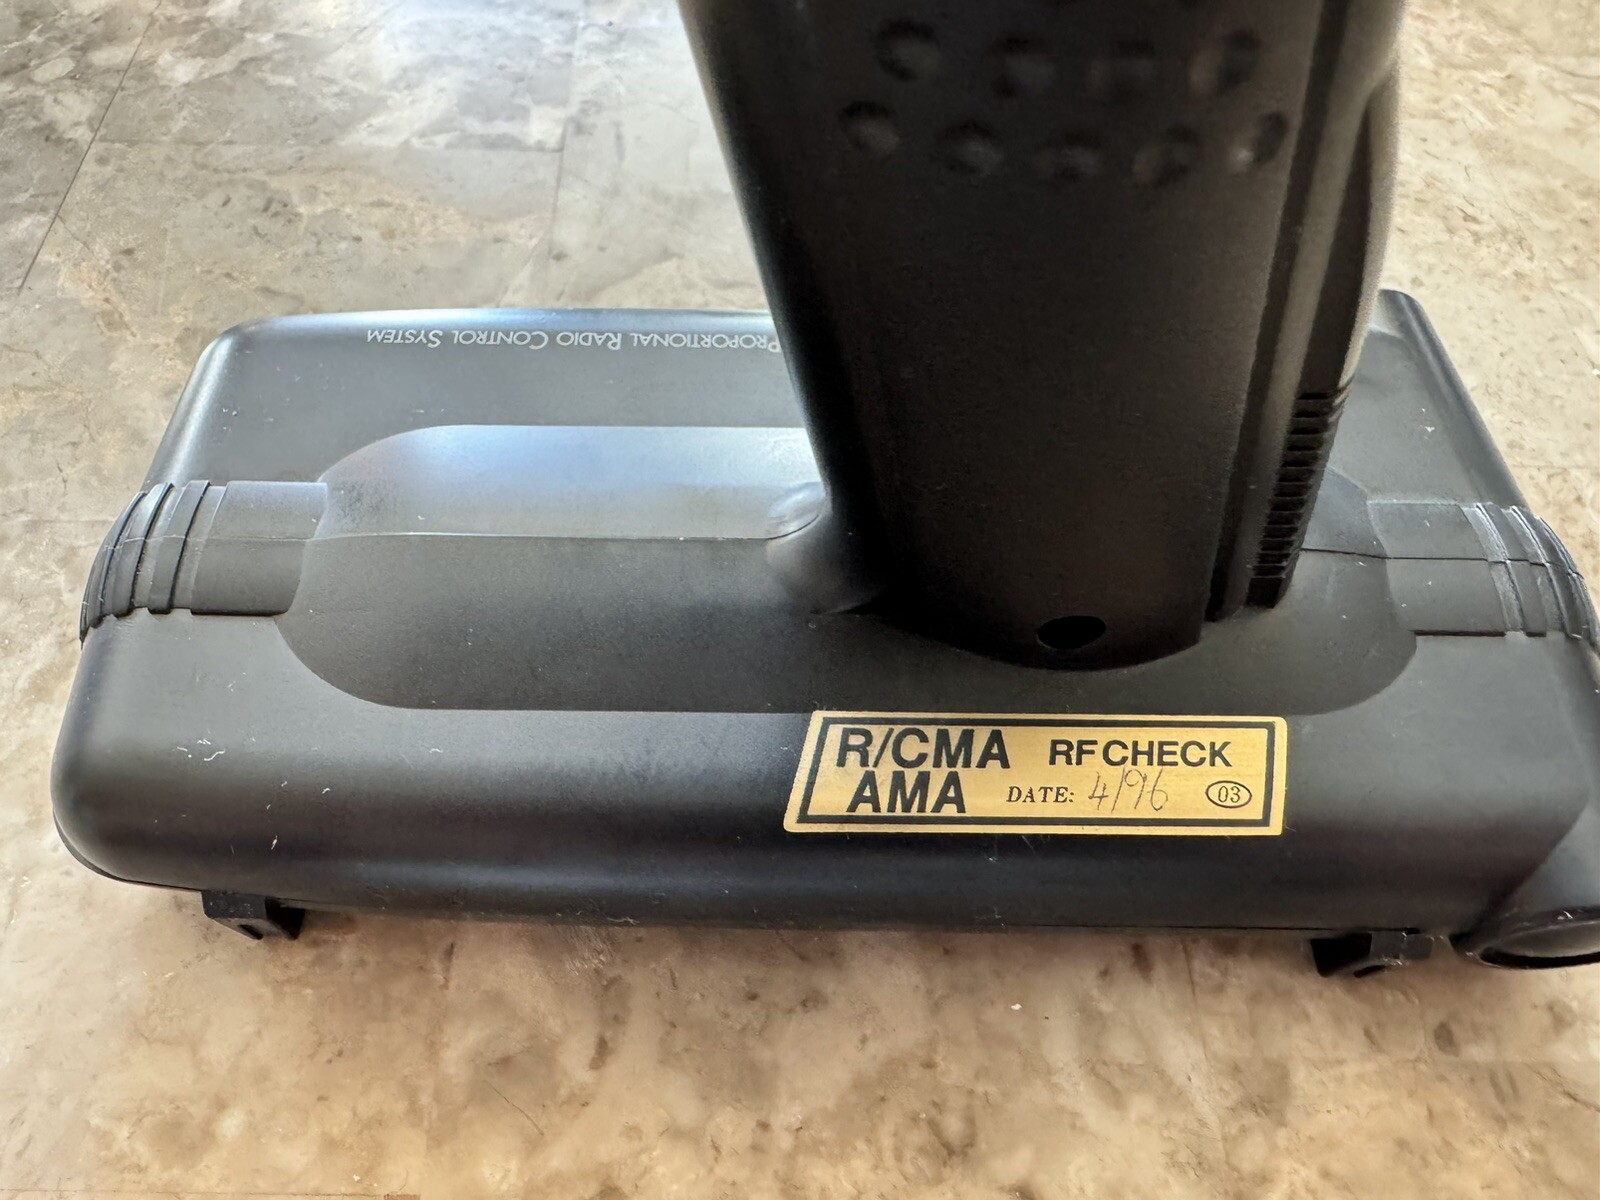 PROPORTIONAL RADIO CONTROL SYSTEM
R/CMA RF CHECK
AMA DATE: 4/96 03